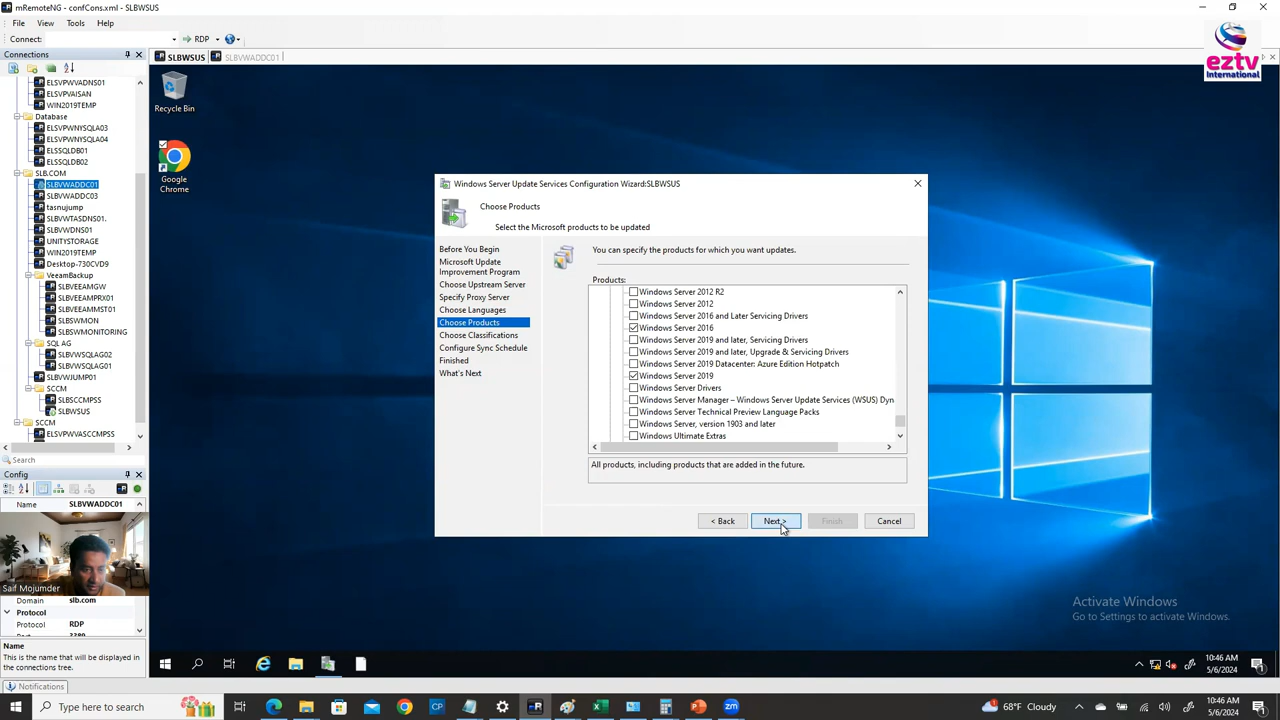 mRemoteNG - confCons.xml - SLBWSUS
File View Tools Help
Connect: RDP
Connections
SLBWSUS SLBVWADDC01
eztv
International
ELSVPWVADNS01
ELSVPVAISAN
WIN2019TEMP
Database
ELSVPWNYSQLA03
ELSVPWNYSQLA04
ELSSQLDB01
ELSSQLDB02
SLB.COM
SLBVWADDC01
SLBVWADDC03
tasnujump
SLBVWTASDNS01.
SLBVWDNS01
UNITYSTORAGE
WIN2019TEMP
Desktop-730CVD9
VeeamBackup
SLBVEEAMGW
SLBVEEAMPRX01
SLBVEEAMMST01
SLBSWMON
SLBSWMONITORING
SQL AG
SLBVWSQLAG02
SLBVWSQLAG01
SLBVWJUMP01
SCCM
SLBSCCMPSS
SLBWSUS
SCCM
ELSVPWVASCCMPSS
Search
Config
Name SLBVWADDC01
Saif Mojumder
Domain slb.com
Protocol
Protocol RDP
Name
This is the name that will be displayed in the connections tree.
Notifications
Recycle Bin
Google
Chrome
Windows Server Update Services Configuration Wizard:SLBWSUS
Choose Products
Select the Microsoft products to be updated
Before You Begin
Microsoft Update
Improvement Program
Choose Upstream Server
Specify Proxy Server
Choose Languages
Choose Products
Choose Classifications
Configure Sync Schedule
Finished
What's Next
You can specify the products for which you want updates.
Products:
Windows Server 2012 R2
Windows Server 2012
Windows Server 2016 and Later Servicing Drivers
Windows Server 2016
Windows Server 2019 and later, Servicing Drivers
Windows Server 2019 and later, Upgrade & Servicing Drivers
Windows Server 2019 Datacenter: Azure Edition Hotpatch
Windows Server 2019
Windows Server Drivers
Windows Server Manager – Windows Server Update Services (WSUS) Dyn
Windows Server Technical Preview Language Packs
Windows Server, version 1903 and later
Windows Ultimate Extras
All products, including products that are added in the future.
< Back Next > Finish Cancel
Activate Windows
Go to Settings to activate Windows.
10:46 AM
5/6/2024
Type here to search
68°F Cloudy
10:46 AM
5/6/2024